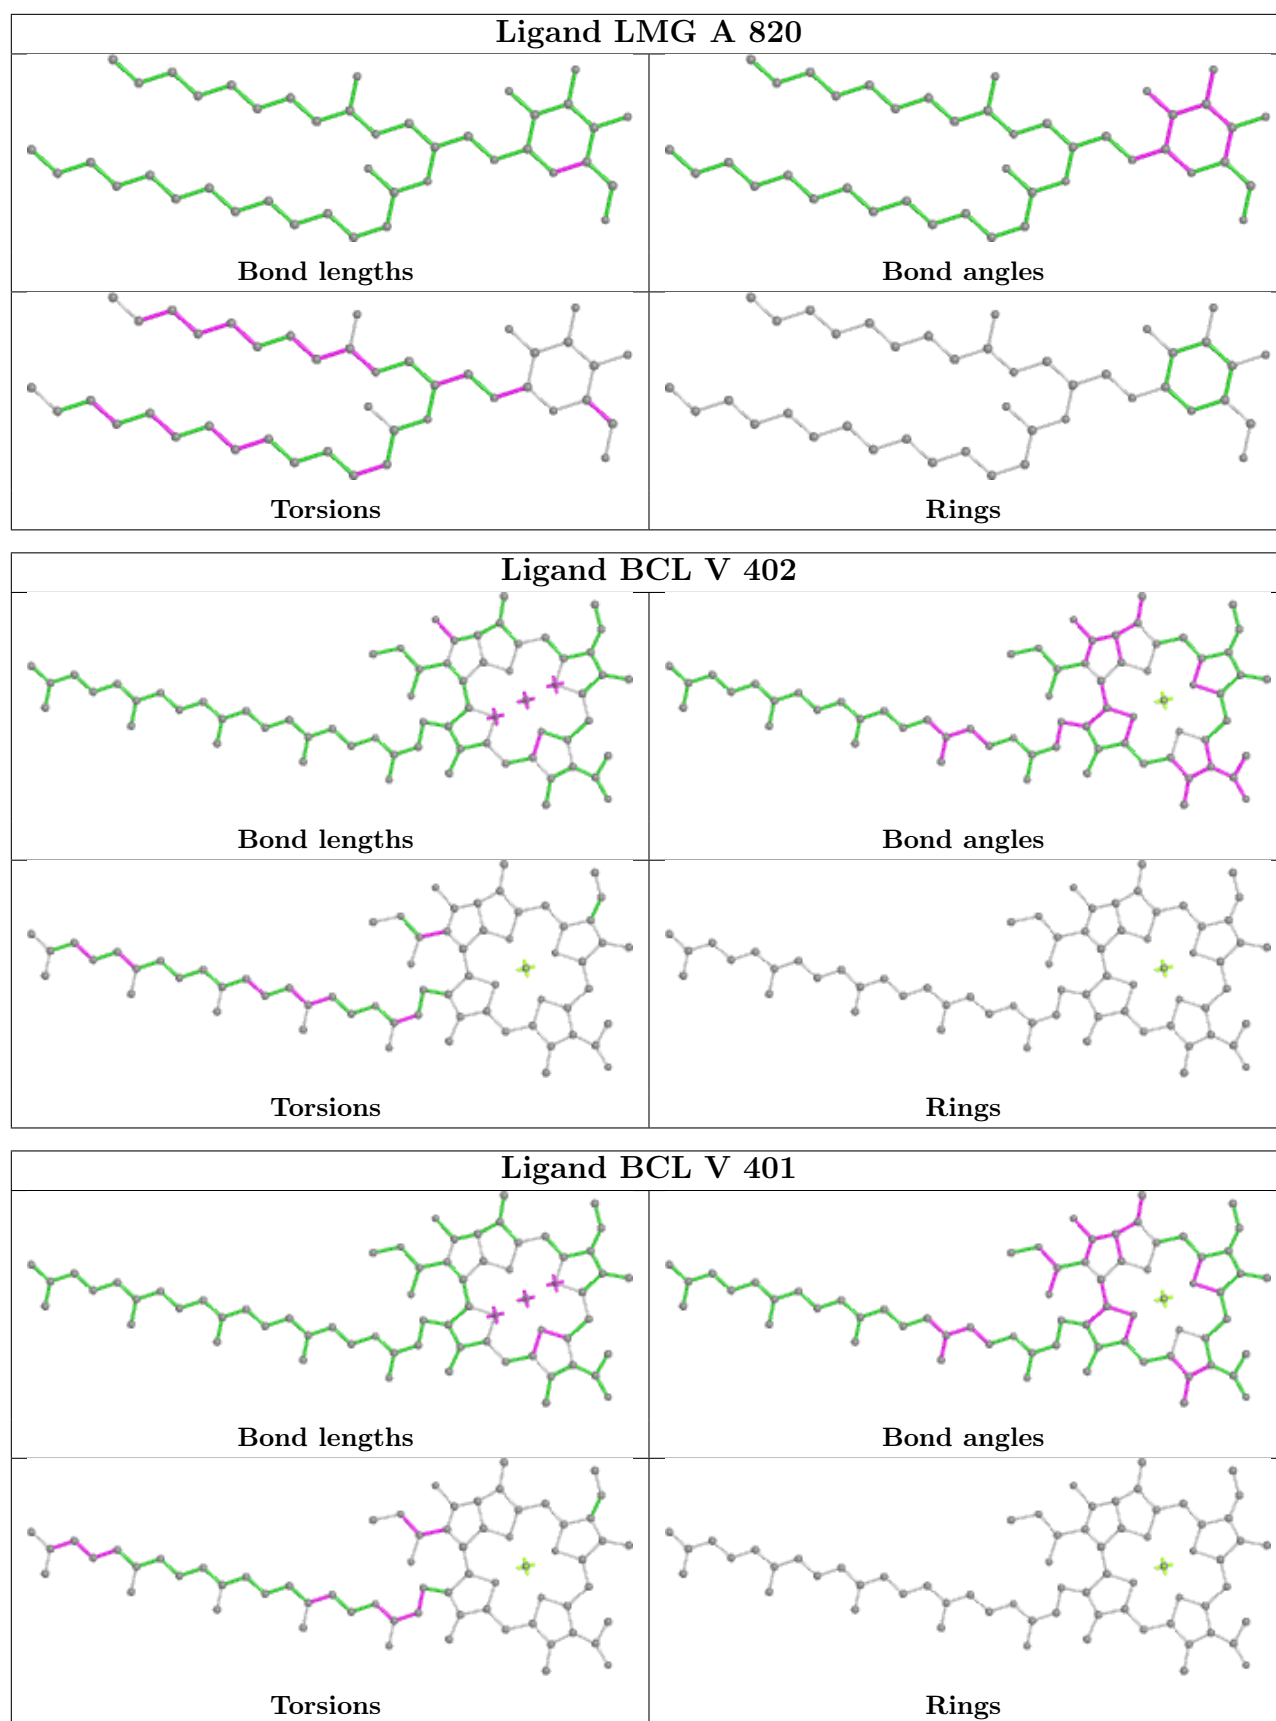 Ligand LMG A 820
Bond lengths
Bond angles
Torsions
Rings
Ligand BCL V 402
Bond lengths
Bond angles
Torsions
Rings
Ligand BCL V 401
Bond lengths
Bond angles
Torsions
Rings